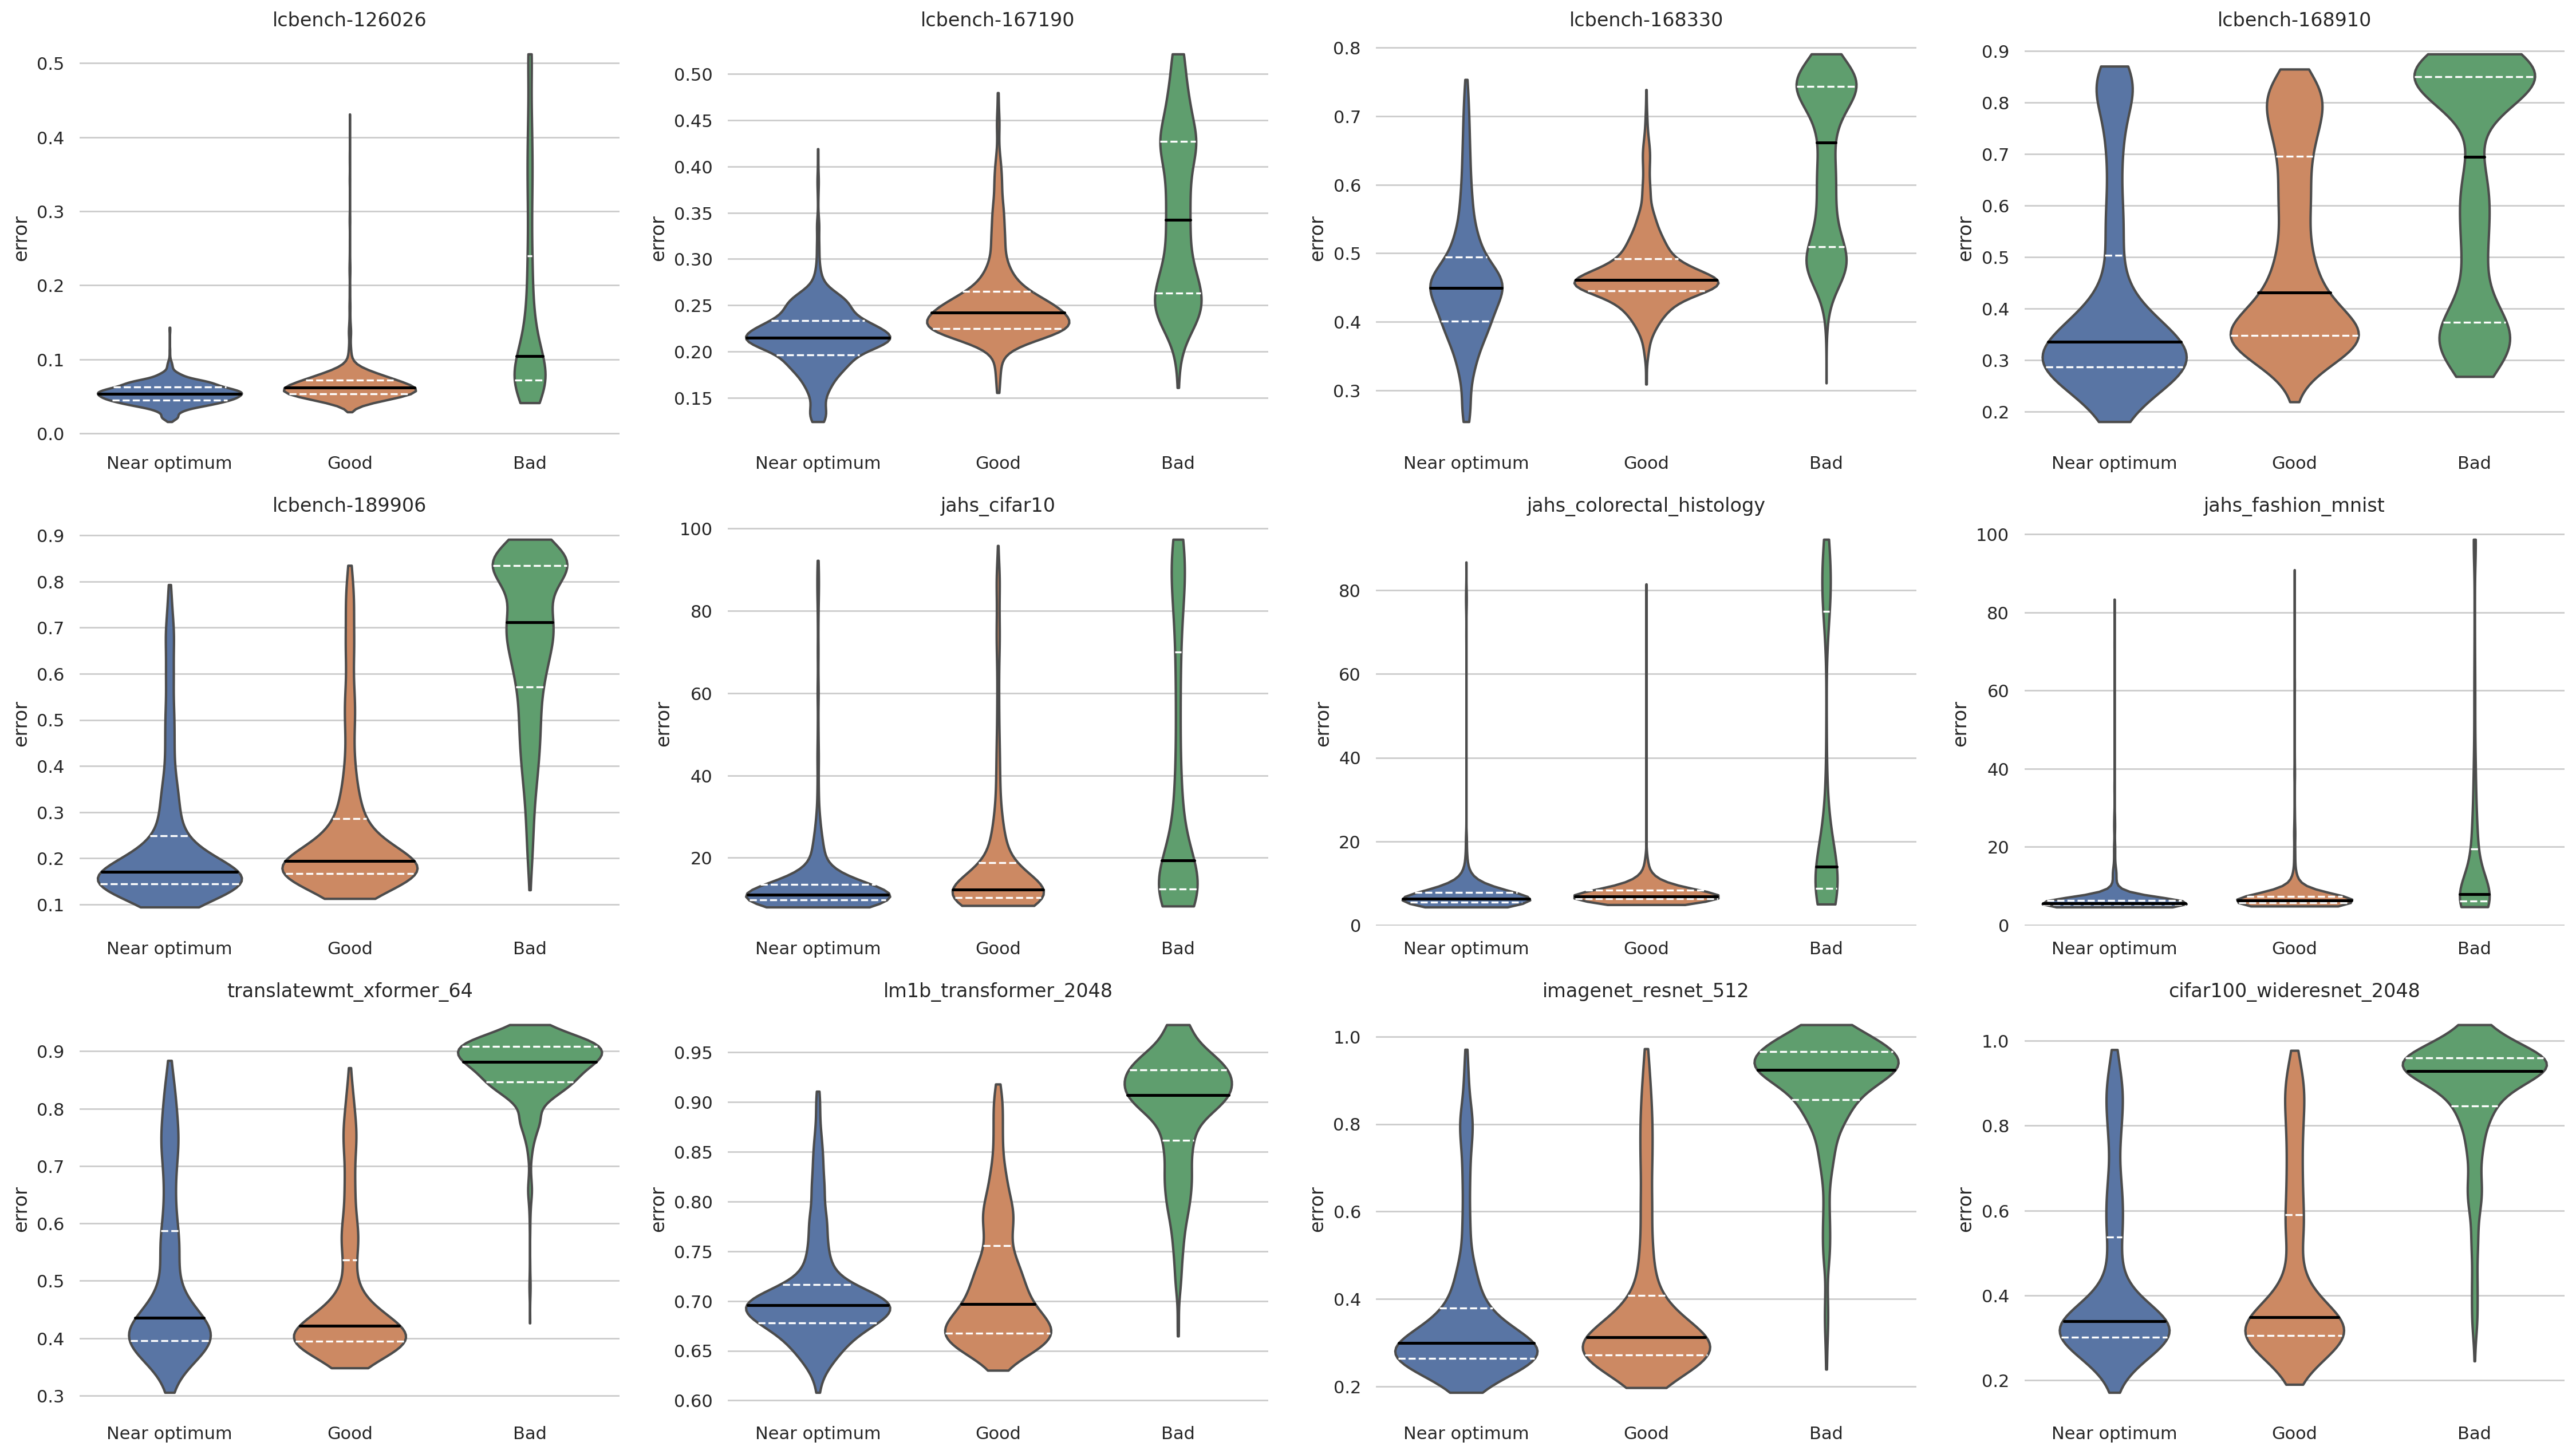 lcbench-126026
error
0.5
0.4
0.3
0.2
0.1
0.0
Near optimum Good Bad
lcbench-167190
error
0.50
0.45
0.40
0.35
0.30
0.25
0.20
0.15
Near optimum Good Bad
lcbench-168330
error
0.8
0.7
0.6
0.5
0.4
0.3
Near optimum Good Bad
lcbench-168910
error
0.9
0.8
0.7
0.6
0.5
0.4
0.3
0.2
Near optimum Good Bad
lcbench-189906
error
0.9
0.8
0.7
0.6
0.5
0.4
0.3
0.2
0.1
Near optimum Good Bad
jahs_cifar10
error
100
80
60
40
20
Near optimum Good Bad
jahs_colorectal_histology
error
80
60
40
20
0
Near optimum Good Bad
jahs_fashion_mnist
error
100
80
60
40
20
0
Near optimum Good Bad
translatewmt_xformer_64
error
0.9
0.8
0.7
0.6
0.5
0.4
0.3
Near optimum Good Bad
lm1b_transformer_2048
error
0.95
0.90
0.85
0.80
0.75
0.70
0.65
0.60
Near optimum Good Bad
imagenet_resnet_512
error
1.0
0.8
0.6
0.4
0.2
Near optimum Good Bad
cifar100_wideresnet_2048
error
1.0
0.8
0.6
0.4
0.2
Near optimum Good Bad